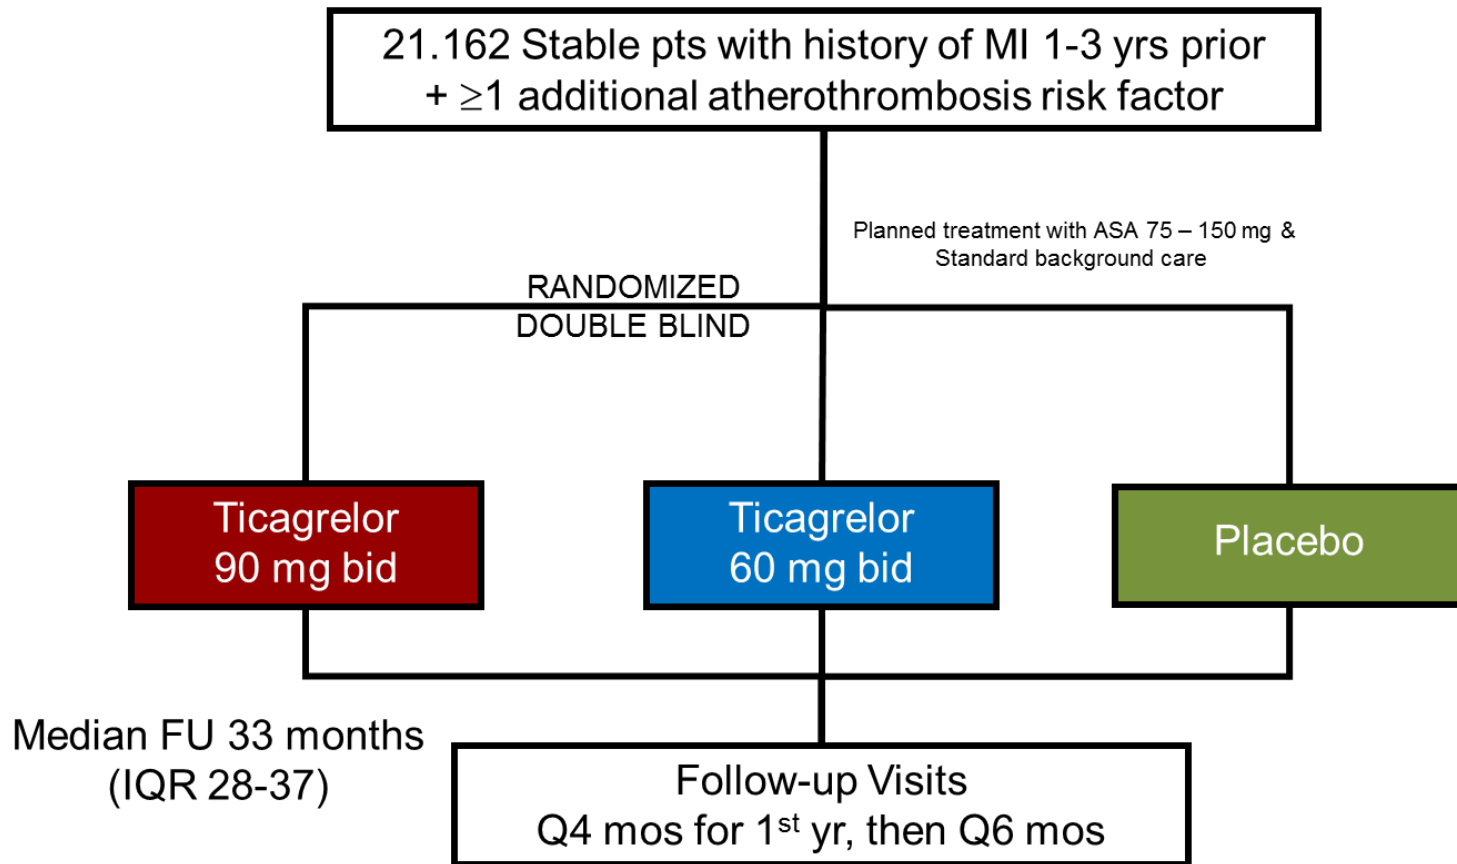 21.162 Stable pts with history of MI 1-3 yrs prior
+ ≥1 additional atherothrombosis risk factor
Planned treatment with ASA 75 – 150 mg &
Standard background care
RANDOMIZED
DOUBLE BLIND
Ticagrelor
90 mg bid
Ticagrelor
60 mg bid
Placebo
Median FU 33 months
(IQR 28-37)
Follow-up Visits
Q4 mos for 1st yr, then Q6 mos